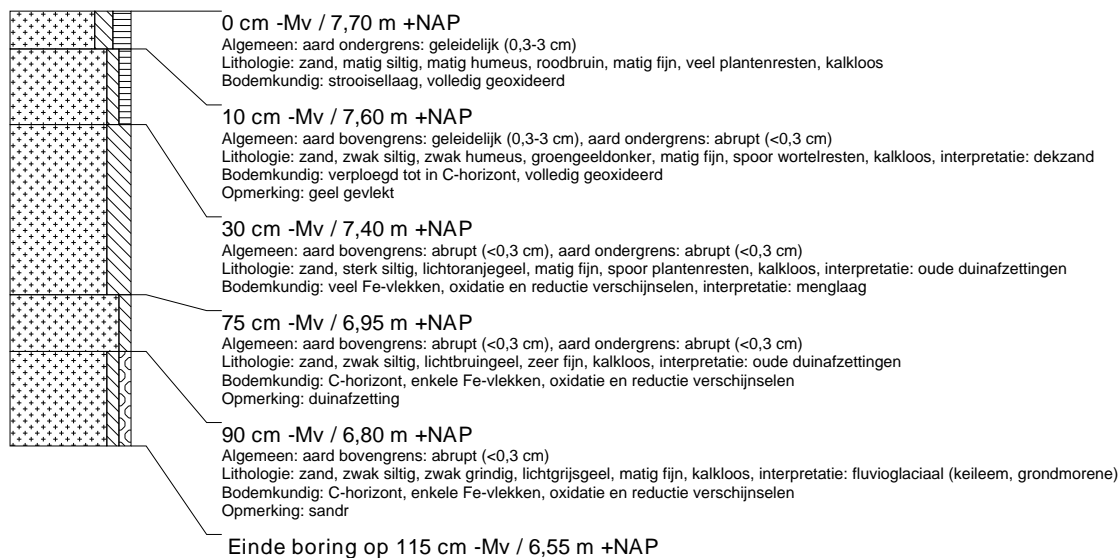 0 cm -Mv / 7,70 m +NAP
Algemeen: aard ondergrens: geleidelijk (0,3-3 cm)
Lithologie: zand, matig siltig, matig humeus, roodbruin, matig fijn, veel plantenresten, kalkloos
Bodemkundig: strooisellaag, volledig geoxideerd
10 cm -Mv / 7,60 m +NAP
Algemeen: aard bovengrens: geleidelijk (0,3-3 cm), aard ondergrens: abrupt (<0,3 cm)
Lithologie: zand, zwak siltig, zwak humeus, groengeeldonker, matig fijn, spoor wortelresten, kalkloos, interpretatie: dekzand
Bodemkundig: verploegd tot in C-horizont, volledig geoxideerd
Opmerking: geel gevlekt
30 cm -Mv / 7,40 m +NAP
Algemeen: aard bovengrens: abrupt (<0,3 cm), aard ondergrens: abrupt (<0,3 cm)
Lithologie: zand, sterk siltig, lichtoranjegeel, matig fijn, spoor plantenresten, kalkloos, interpretatie: oude duinafzettingen
Bodemkundig: veel Fe-vlekken, oxidatie en reductie verschijnselen, interpretatie: menglaag
75 cm -Mv / 6,95 m +NAP
Algemeen: aard bovengrens: abrupt (<0,3 cm), aard ondergrens: abrupt (<0,3 cm)
Lithologie: zand, zwak siltig, lichtbruingeel, zeer fijn, kalkloos, interpretatie: oude duinafzettingen
Bodemkundig: C-horizont, enkele Fe-vlekken, oxidatie en reductie verschijnselen
Opmerking: duinafzetting
90 cm -Mv / 6,80 m +NAP
Algemeen: aard bovengrens: abrupt (<0,3 cm)
Lithologie: zand, zwak siltig, zwak grindig, lichtgrijsgeel, matig fijn, kalkloos, interpretatie: fluvioglaciaal (keileem, grondmorene)
Bodemkundig: C-horizont, enkele Fe-vlekken, oxidatie en reductie verschijnselen
Opmerking: sandr
Einde boring op 115 cm -Mv / 6,55 m +NAP